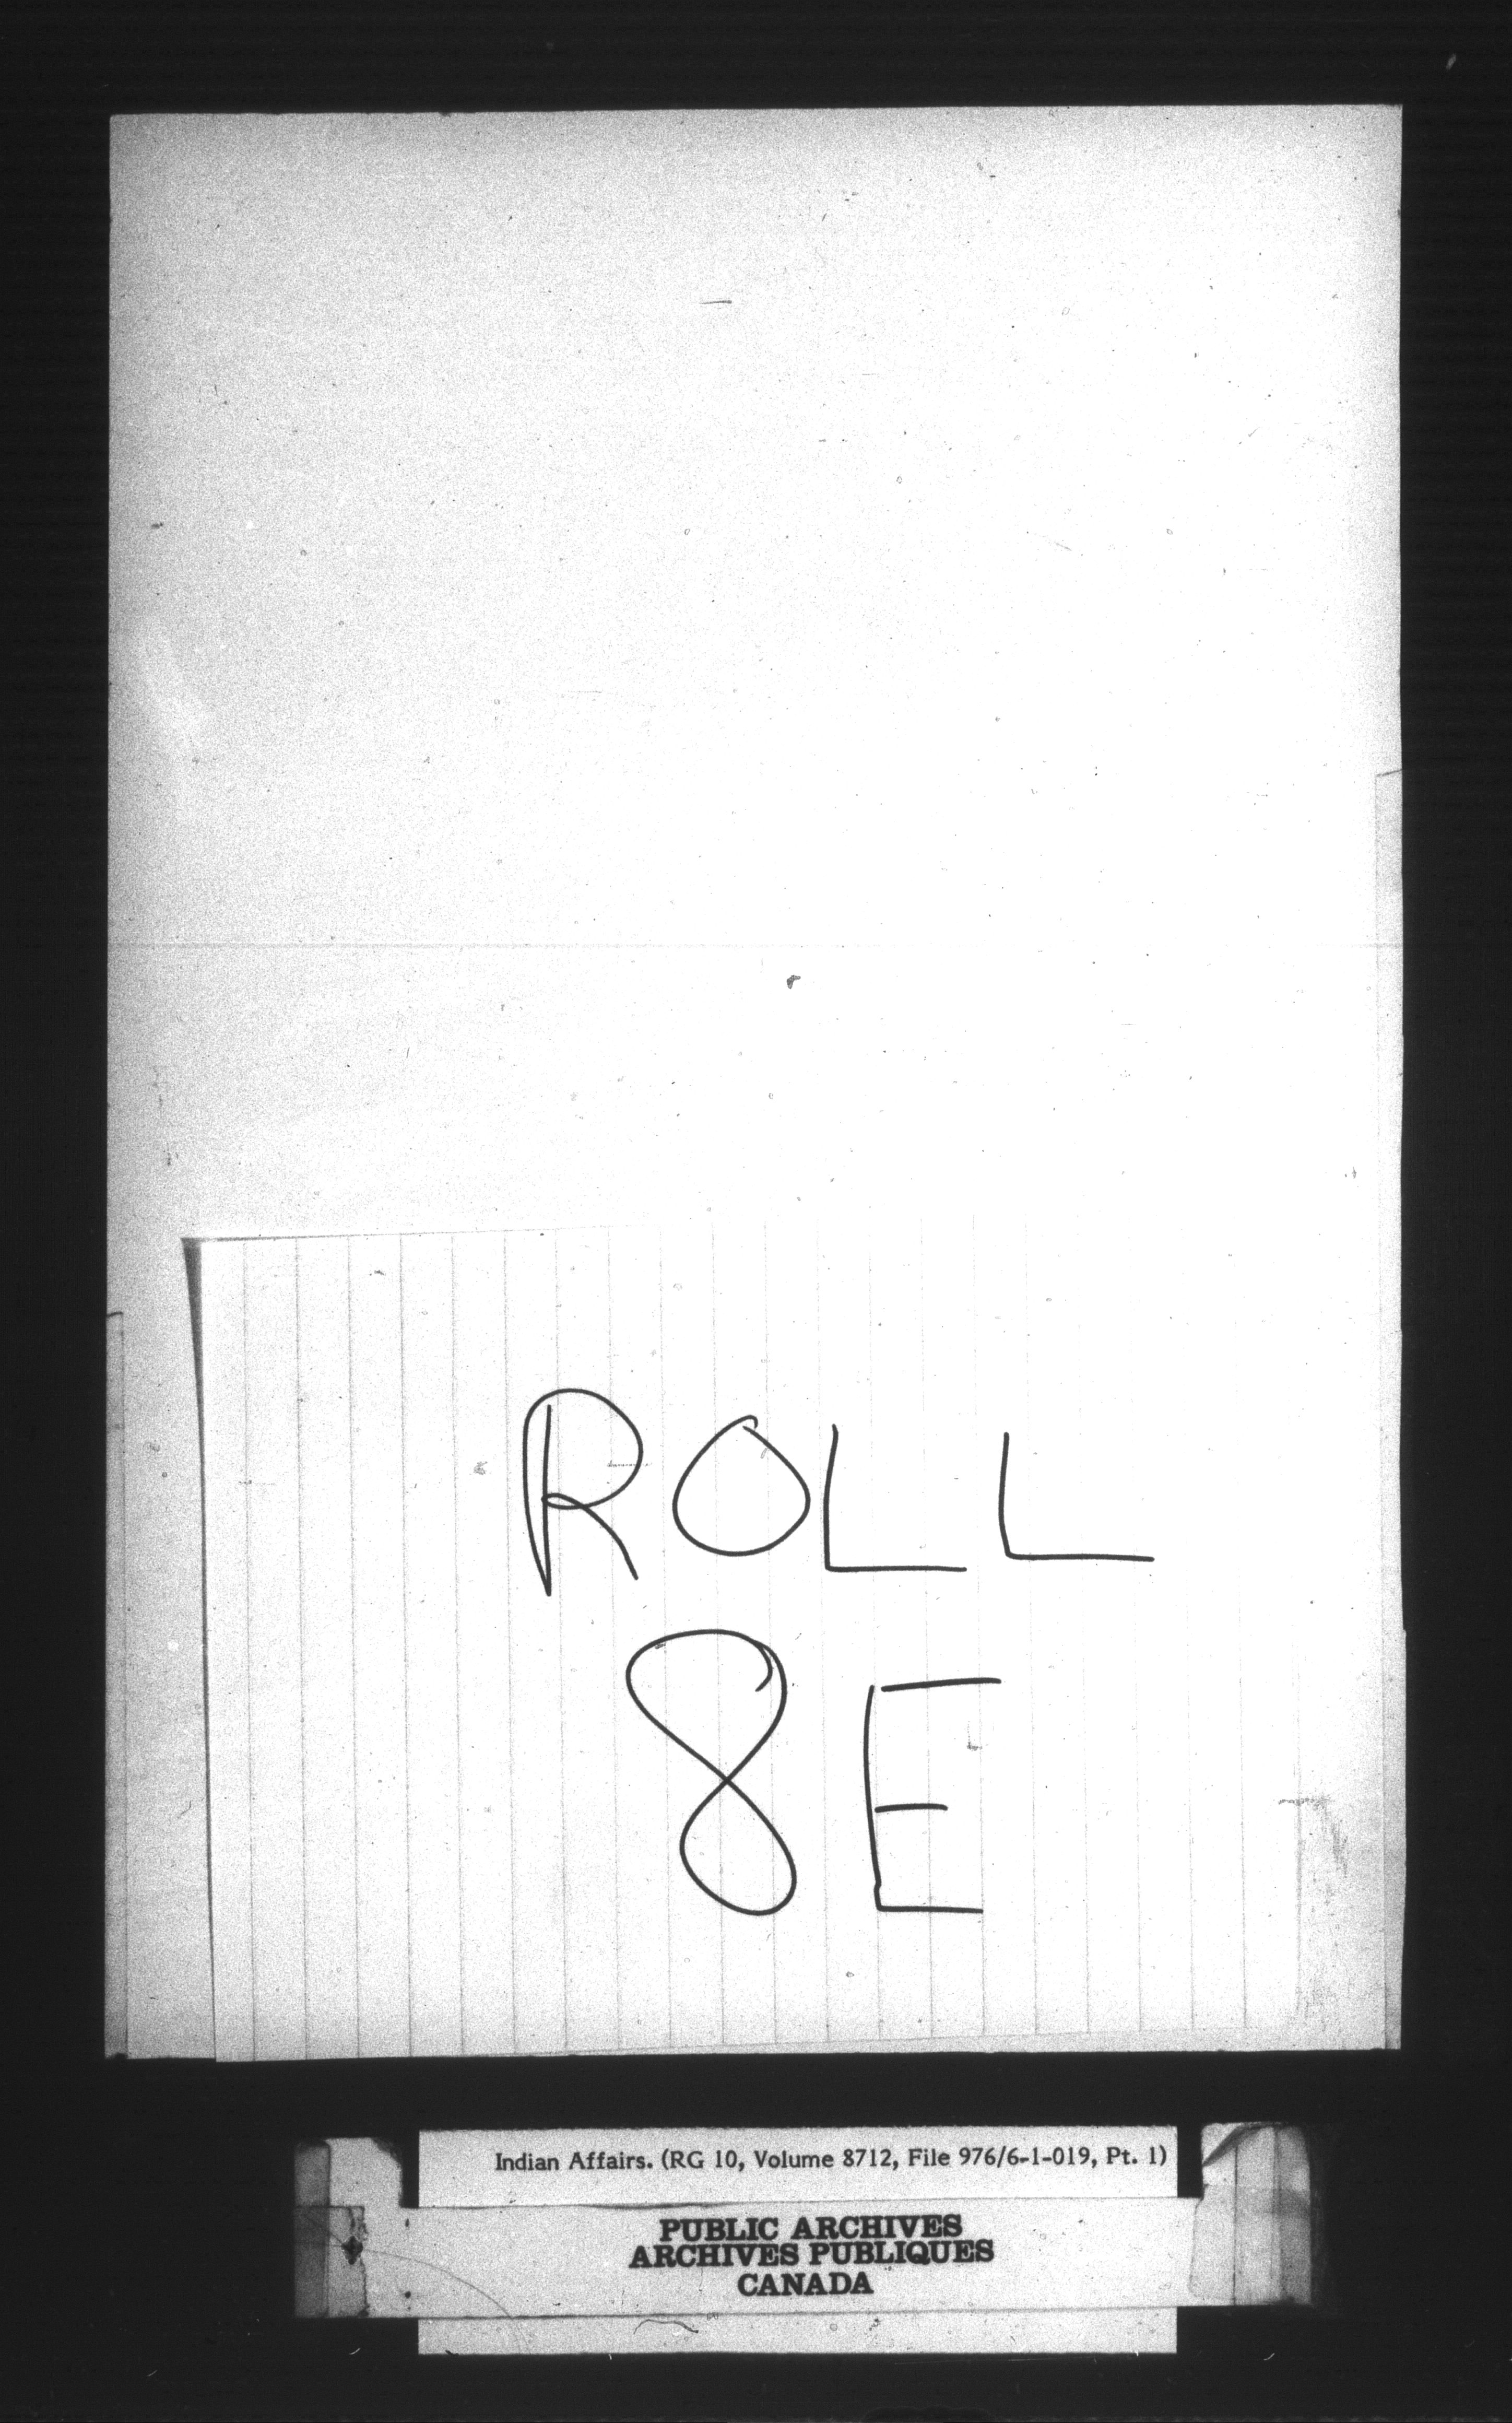 ROLL
8E
Indian Affairs. (RG 10, Volume 8712, File 976/6-1-019, Pt. 1)
PUBLIC ARCHIVES
ARCHIVES PUBLIQUES
CANADA